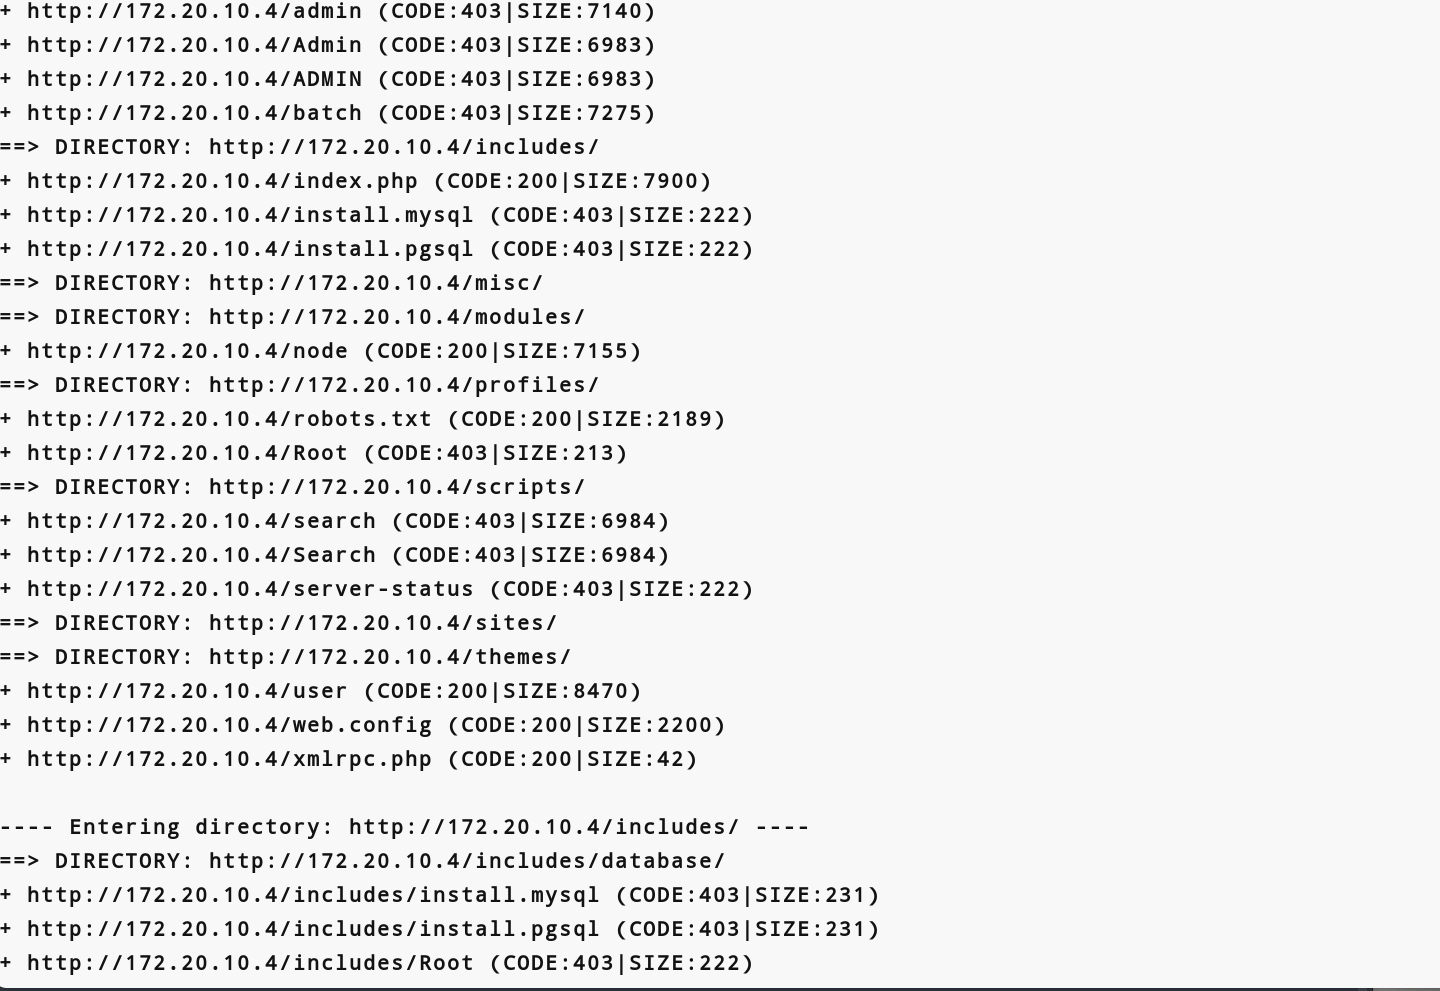 + http://172.20.10.4/admin (CODE:403|SIZE:7140)
+ http://172.20.10.4/Admin (CODE:403|SIZE:6983)
+ http://172.20.10.4/ADMIN (CODE:403|SIZE:6983)
+ http://172.20.10.4/batch (CODE:403|SIZE:7275)
==> DIRECTORY: http://172.20.10.4/includes/
+ http://172.20.10.4/index.php (CODE:200|SIZE:7900)
+ http://172.20.10.4/install.mysql (CODE:403|SIZE:222)
+ http://172.20.10.4/install.pgsql (CODE:403|SIZE:222)
==> DIRECTORY: http://172.20.10.4/misc/
==> DIRECTORY: http://172.20.10.4/modules/
+ http://172.20.10.4/node (CODE:200|SIZE:7155)
==> DIRECTORY: http://172.20.10.4/profiles/
+ http://172.20.10.4/robots.txt (CODE:200|SIZE:2189)
+ http://172.20.10.4/Root (CODE:403|SIZE:213)
==> DIRECTORY: http://172.20.10.4/scripts/
+ http://172.20.10.4/search (CODE:403|SIZE:6984)
+ http://172.20.10.4/Search (CODE:403|SIZE:6984)
+ http://172.20.10.4/server-status (CODE:403|SIZE:222)
==> DIRECTORY: http://172.20.10.4/sites/
==> DIRECTORY: http://172.20.10.4/themes/
+ http://172.20.10.4/user (CODE:200|SIZE:8470)
+ http://172.20.10.4/web.config (CODE:200|SIZE:2200)
+ http://172.20.10.4/xmlrpc.php (CODE:200|SIZE:42)
---- Entering directory: http://172.20.10.4/includes/ ----
==> DIRECTORY: http://172.20.10.4/includes/database/
+ http://172.20.10.4/includes/install.mysql (CODE:403|SIZE:231)
+ http://172.20.10.4/includes/install.pgsql (CODE:403|SIZE:231)
+ http://172.20.10.4/includes/Root (CODE:403|SIZE:222)